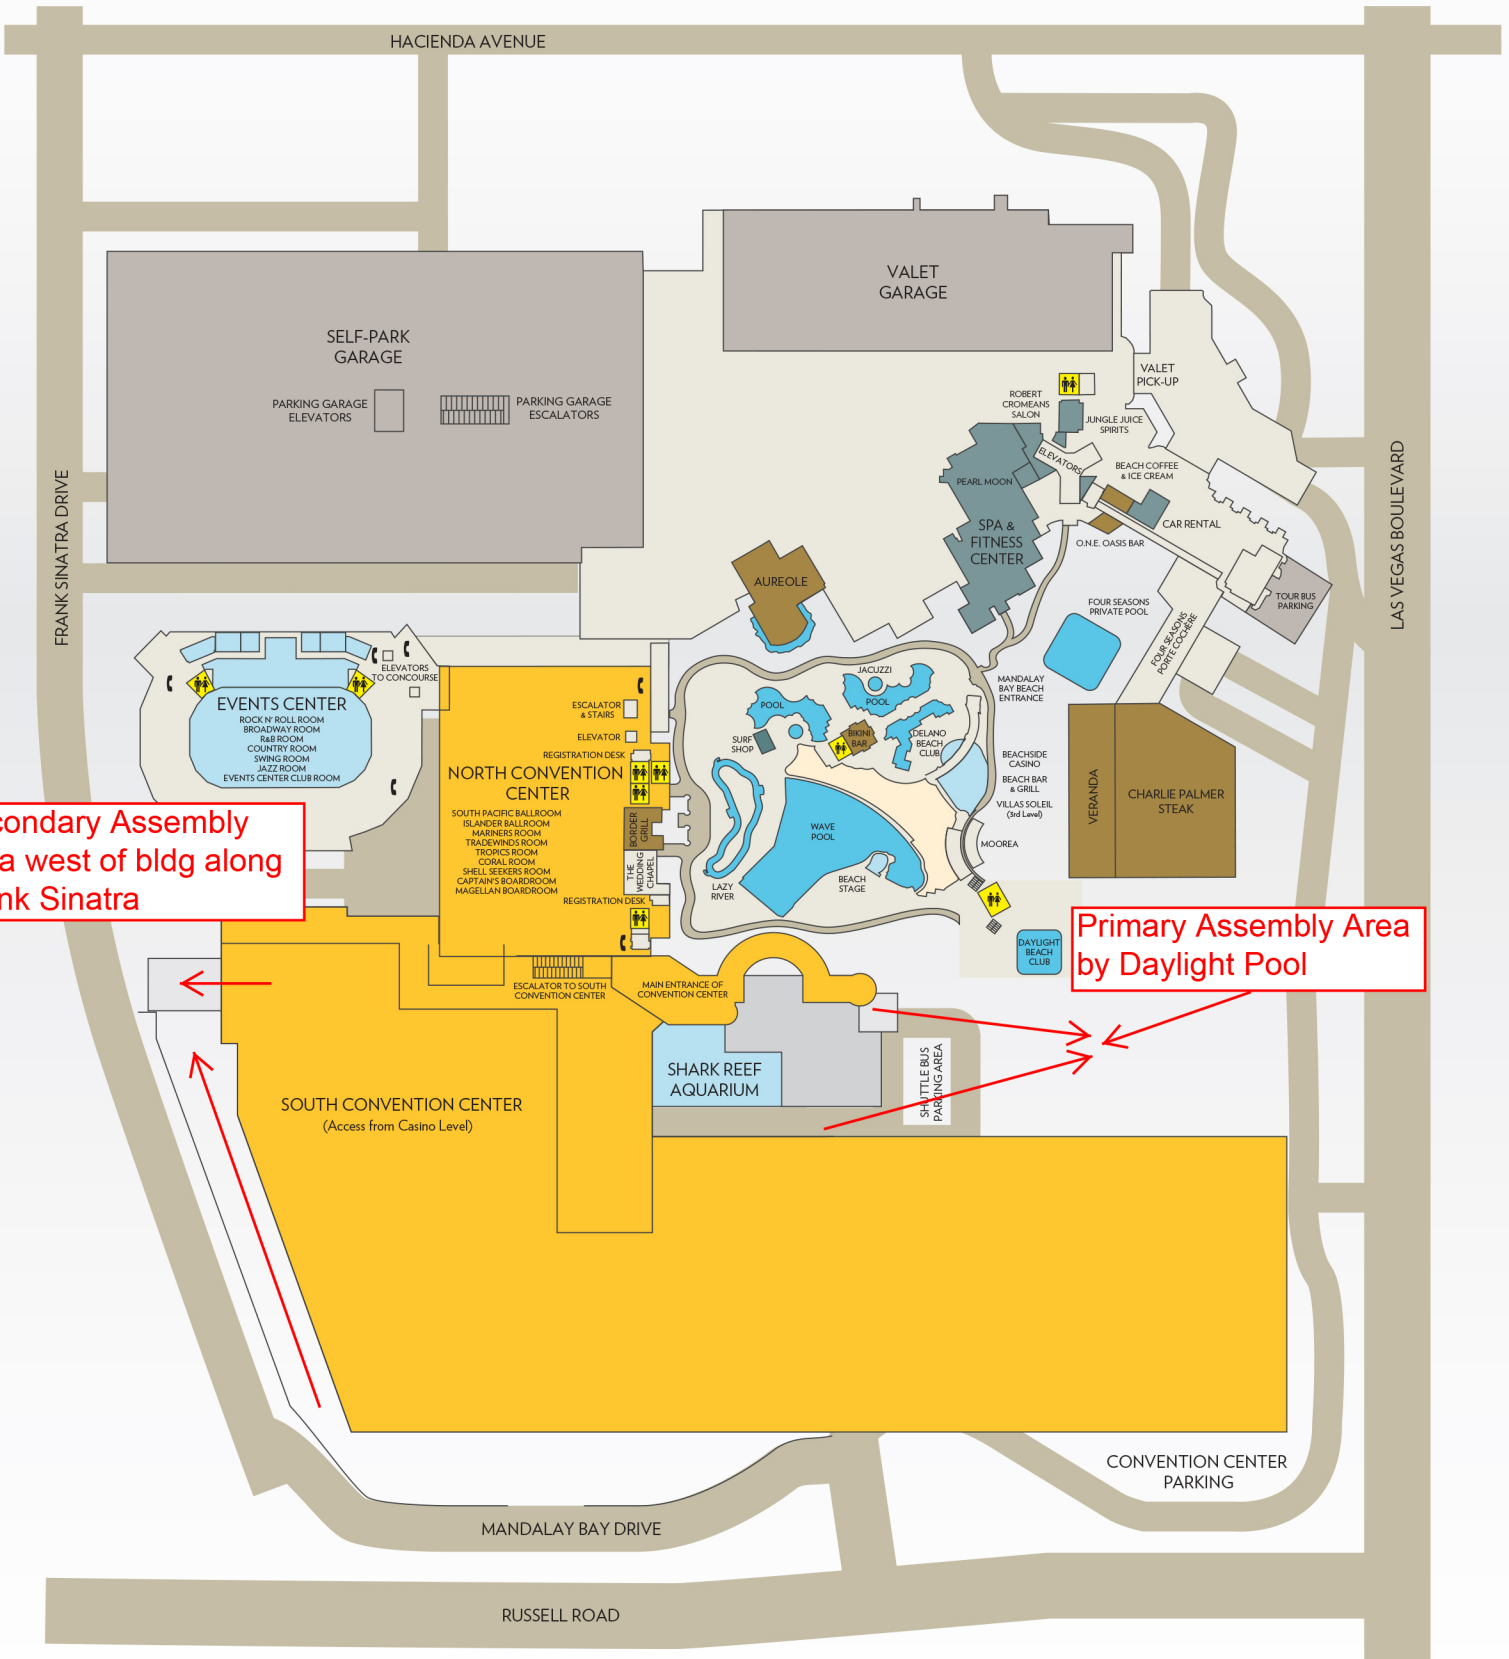 HACIENDA AVENUE
VALET
GARAGE
SELF-PARK
GARAGE
PARKING GARAGE
ELEVATORS
PARKING GARAGE
ESCALATORS
VALET
PICK-UP
ROBERT
CROMEANS
SALON
JUNGLE JUICE
SPIRITS
ELEVATORS
BEACH COFFEE
& ICE CREAM
PEARL MOON
SPA &
FITNESS
CENTER
CAR RENTAL
O.N.E. OASIS BAR
FRANK SINATRA DRIVE
LAS VEGAS BOULEVARD
AUREOLE
TOUR BUS
PARKING
FOUR SEASONS
PRIVATE POOL
FOUR SEASONS
PORTE COCHERE
ELEVATORS
TO CONCOURSE
EVENTS CENTER
ROCK N' ROLL ROOM
BROADWAY ROOM
R&B ROOM
COUNTRY ROOM
SWING ROOM
JAZZ ROOM
EVENTS CENTER CLUB ROOM
ESCALATOR
& STAIRS
ELEVATOR
REGISTRATION DESK
NORTH CONVENTION
CENTER
SOUTH PACIFIC BALLROOM
ISLANDER BALLROOM
MARINERS ROOM
TRADEWINDS ROOM
TROPICS ROOM
CORAL ROOM
SHELL SEEKERS ROOM
CAPTAIN'S BOARDROOM
MAGELLAN BOARDROOM
BORDER
GRILL
THE
WEDDING
CHAPEL
REGISTRATION DESK
JACUZZI
POOL
POOL
SURF
SHOP
BIKINI
BAR
DELANO
BEACH
CLUB
MANDALAY
BAY BEACH
ENTRANCE
BEACHSIDE
CASINO
BEACH BAR
& GRILL
VILLAS SOLEIL
(3rd Level)
WAVE
POOL
MOOREA
LAZY
RIVER
BEACH
STAGE
VERANDA
CHARLIE PALMER
STEAK
condary Assembly
a west of bldg along
nk Sinatra
DAYLIGHT
BEACH
CLUB
Primary Assembly Area
by Daylight Pool
ESCALATOR TO SOUTH
CONVENTION CENTER
MAIN ENTRANCE OF
CONVENTION CENTER
SHARK REEF
AQUARIUM
SHUTTLE BUS
PARKING AREA
SOUTH CONVENTION CENTER
(Access from Casino Level)
CONVENTION CENTER
PARKING
MANDALAY BAY DRIVE
RUSSELL ROAD